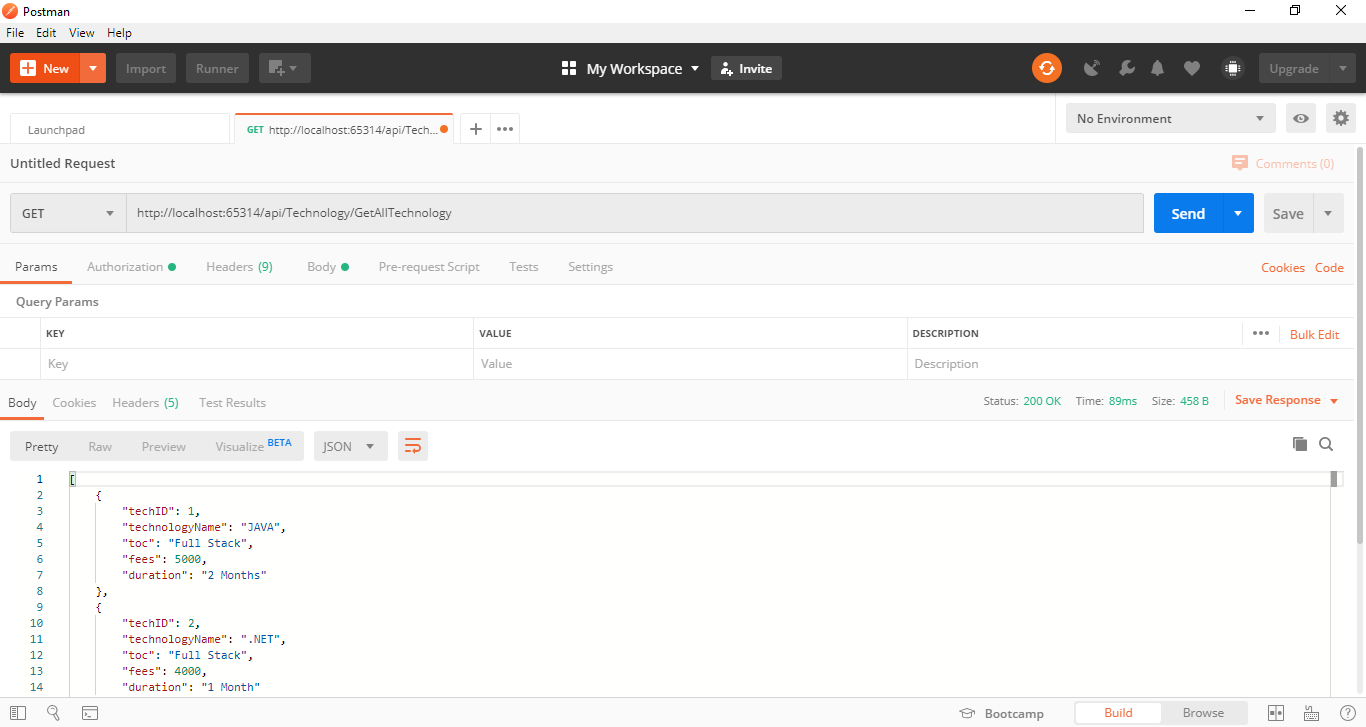 Postman
File Edit View Help
New Import Runner My Workspace Invite Upgrade
Launchpad GET http://localhost:65314/api/Tech... No Environment
Untitled Request Comments (0)
GET http://localhost:65314/api/Technology/GetAllTechnology Send Save
Params Authorization Headers (9) Body Pre-request Script Tests Settings Cookies Code
Query Params
KEY VALUE DESCRIPTION Bulk Edit
Key Value Description
Body Cookies Headers (5) Test Results Status: 200 OK Time: 89ms Size: 458 B Save Response
Pretty Raw Preview Visualize BETA JSON
1 [
2 {
3 "techID": 1,
4 "technologyName": "JAVA",
5 "toc": "Full Stack",
6 "fees": 5000,
7 "duration": "2 Months"
8 },
9 {
10 "techID": 2,
11 "technologyName": ".NET",
12 "toc": "Full Stack",
13 "fees": 4000,
14 "duration": "1 Month"
Bootcamp Build Browse